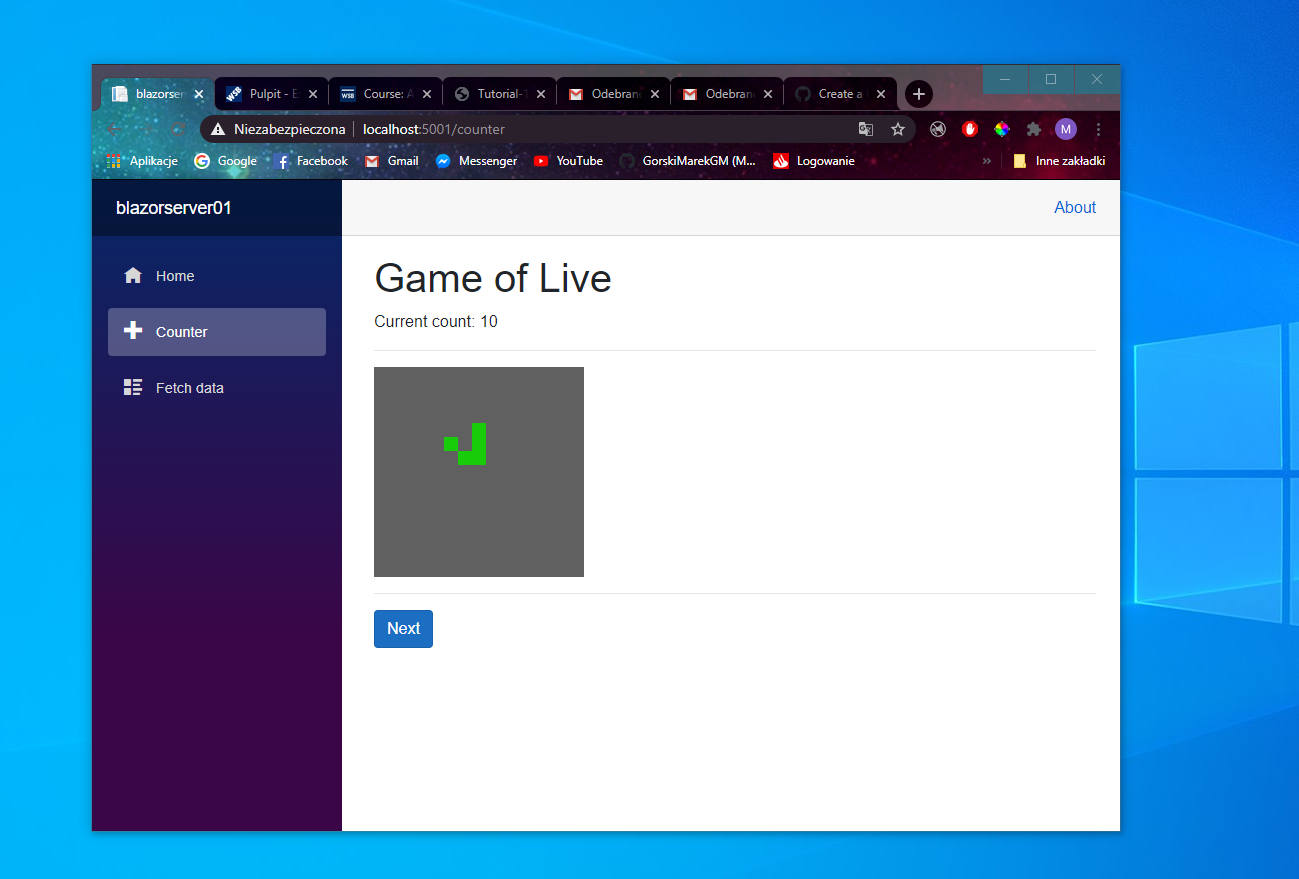 blazorser
Pulpit - E
Course: A
Tutorial-1
Odebran
Odebran
Create a
Niezabezpieczona localhost:5001/counter
M
Aplikacje Google Facebook Gmail Messenger YouTube GorskiMarekGM (M... Logowanie » Inne zakładki
blazorserver01
About
Home
Counter
Fetch data
Game of Live
Current count: 10
Next